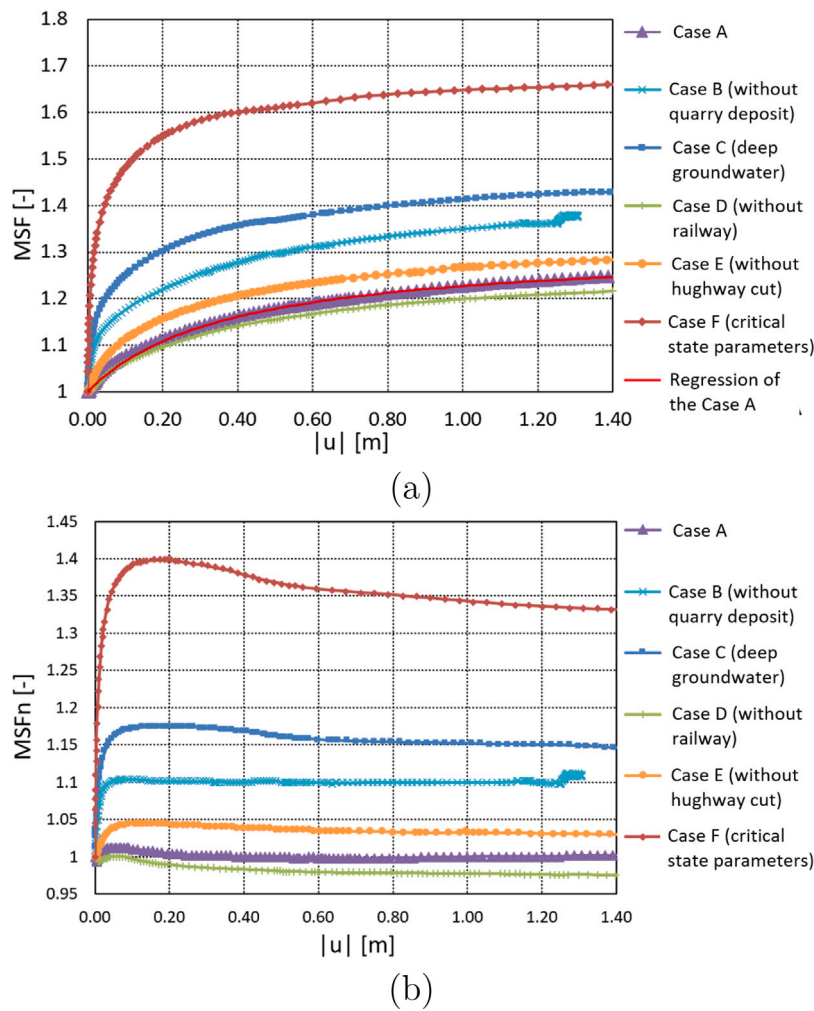 1.8
1.7
1.6
1.5
1.4
1.3
1.2
1.1
1
MSF [-]
0.00 0.20 0.40 0.60 0.80 1.00 1.20 1.40
|u| [m]
Case A
Case B (without
quarry deposit)
Case C (deep
groundwater)
Case D (without
railway)
Case E (without
hughway cut)
Case F (critical
state parameters)
Regression of
the Case A
(a)
1.45
1.4
1.35
1.3
1.25
1.2
1.15
1.1
1.05
1
0.95
MSFn [-]
0.00 0.20 0.40 0.60 0.80 1.00 1.20 1.40
|u| [m]
Case A
Case B (without
quarry deposit)
Case C (deep
groundwater)
Case D (without
railway)
Case E (without
hughway cut)
Case F (critical
state parameters)
(b)